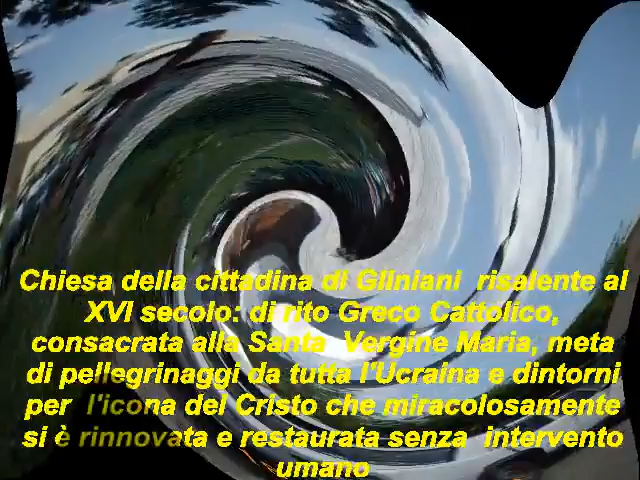 Chiesa della cittadina di Gliniani risalente al
XVI secolo: di rito Greco Cattolico,
consacrata alla Santa Vergine Maria, meta
di pellegrinaggi da tutta l'Ucraina e dintorni
per l'icona del Cristo che miracolosamente
si è rinnovata e restaurata senza intervento
umano